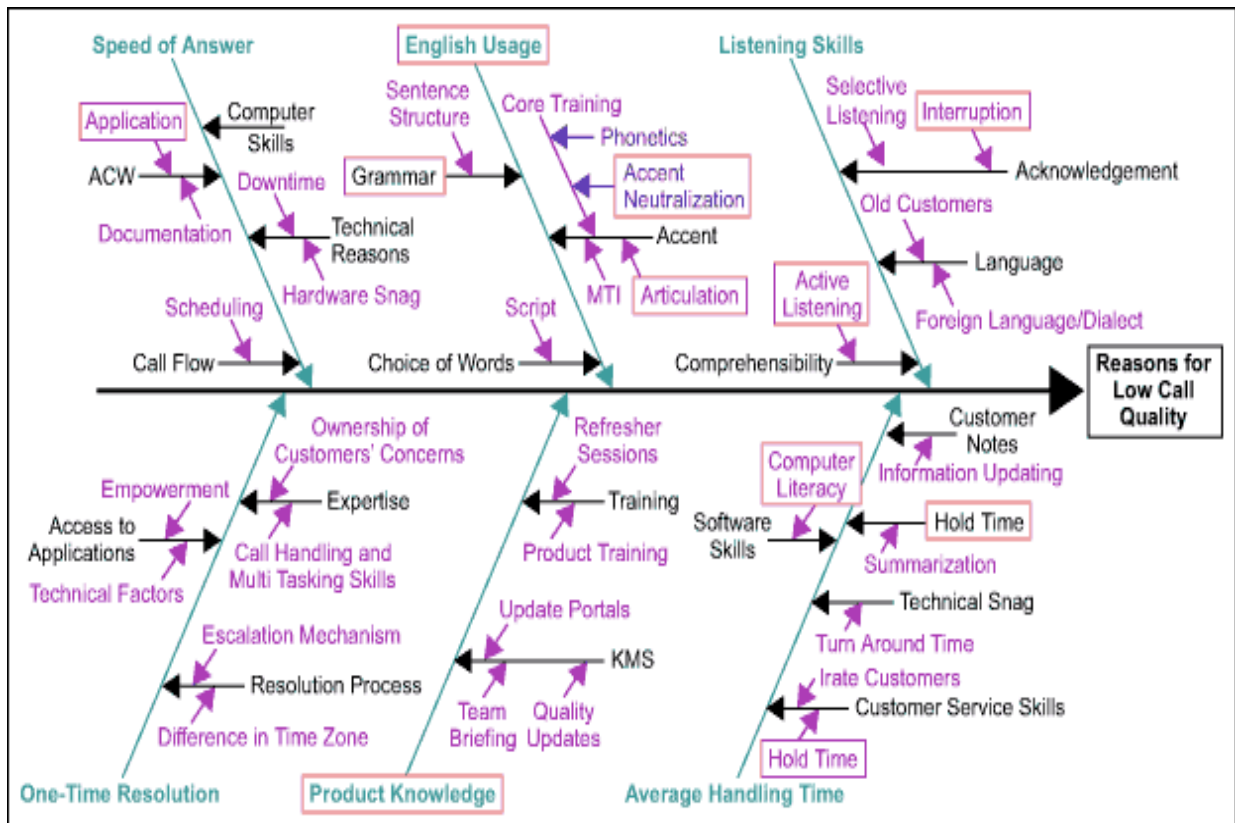 Speed of Answer
English Usage
Listening Skills
Application
Computer
Skills
ACW
Downtime
Documentation
Technical
Reasons
Hardware Snag
Scheduling
Call Flow
Sentence
Structure
Core Training
Phonetics
Grammar
Accent
Neutralization
Accent
MTI
Articulation
Script
Choice of Words
Selective
Listening
Interruption
Acknowledgement
Old Customers
Language
Active
Listening
Foreign Language/Dialect
Comprehensibility
Reasons for
Low Call
Quality
Ownership of
Customers' Concerns
Empowerment
Expertise
Access to
Applications
Call Handling and
Multi Tasking Skills
Technical Factors
Escalation Mechanism
Resolution Process
Difference in Time Zone
One-Time Resolution
Refresher
Sessions
Training
Product Training
Update Portals
KMS
Team
Briefing
Quality
Updates
Product Knowledge
Customer
Notes
Information Updating
Computer
Literacy
Software
Skills
Hold Time
Summarization
Technical Snag
Turn Around Time
Irate Customers
Customer Service Skills
Hold Time
Average Handling Time